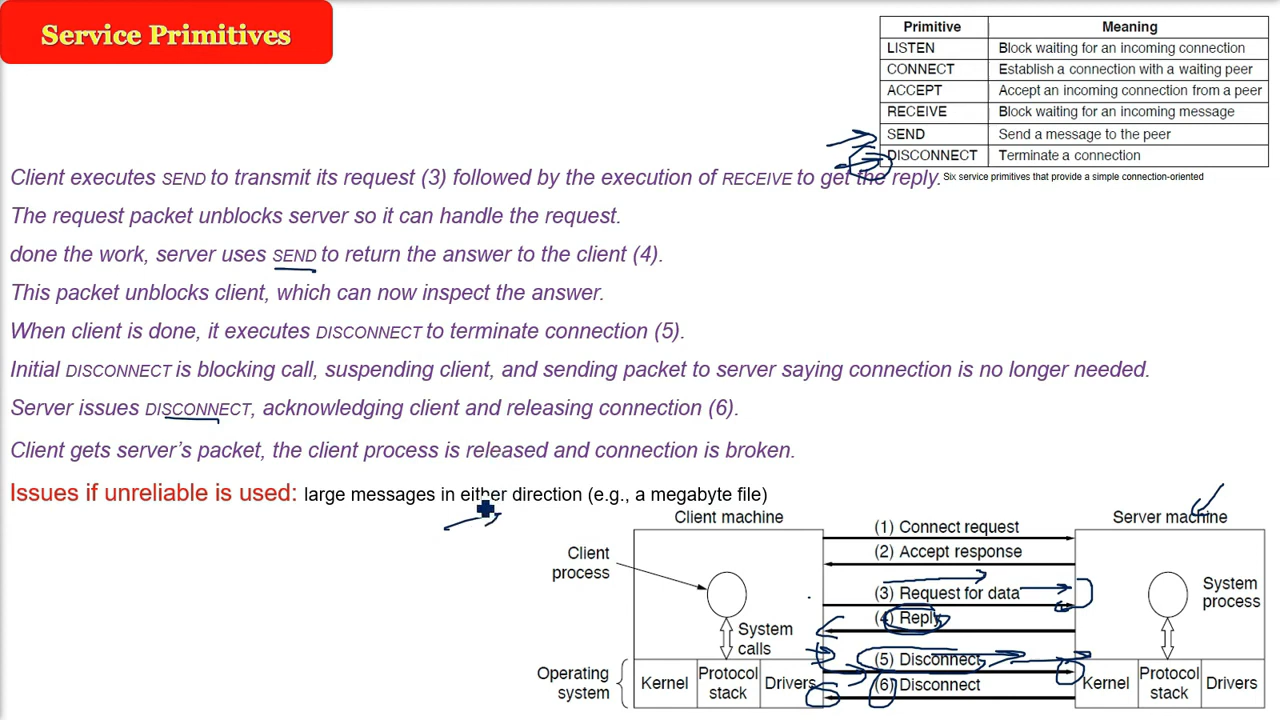 Service Primitives
Primitive Meaning
LISTEN Block waiting for an incoming connection
CONNECT Establish a connection with a waiting peer
ACCEPT Accept an incoming connection from a peer
RECEIVE Block waiting for an incoming message
SEND Send a message to the peer
DISCONNECT Terminate a connection
Six service primitives that provide a simple connection-oriented
Client executes SEND to transmit its request (3) followed by the execution of RECEIVE to get the reply.
The request packet unblocks server so it can handle the request.
done the work, server uses SEND to return the answer to the client (4).
This packet unblocks client, which can now inspect the answer.
When client is done, it executes DISCONNECT to terminate connection (5).
Initial DISCONNECT is blocking call, suspending client, and sending packet to server saying connection is no longer needed.
Server issues DISCONNECT, acknowledging client and releasing connection (6).
Client gets server's packet, the client process is released and connection is broken.
Issues if unreliable is used: large messages in either direction (e.g., a megabyte file)
Client machine
Server machine
(1) Connect request
(2) Accept response
Client
process
(3) Request for data
(4) Reply
System
process
System
calls
(5) Disconnect
(6) Disconnect
Operating
system
Kernel
Protocol
stack
Drivers
Kernel
Protocol
stack
Drivers